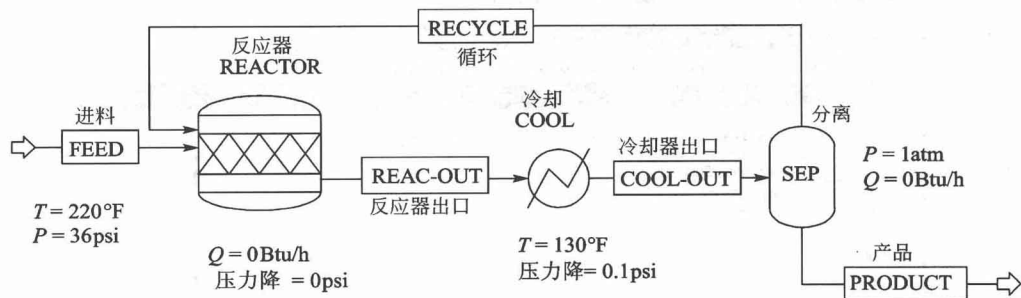 RECYCLE
循环
反应器
REACTOR
进料
FEED
T = 220°F
P = 36psi
Q = 0Btu/h
压力降 = 0psi
REAC-OUT
反应器出口
冷却
COOL
T = 130°F
压力降= 0.1psi
冷却器出口
COOL-OUT
分离
SEP
P = 1atm
Q = 0Btu/h
产品
PRODUCT